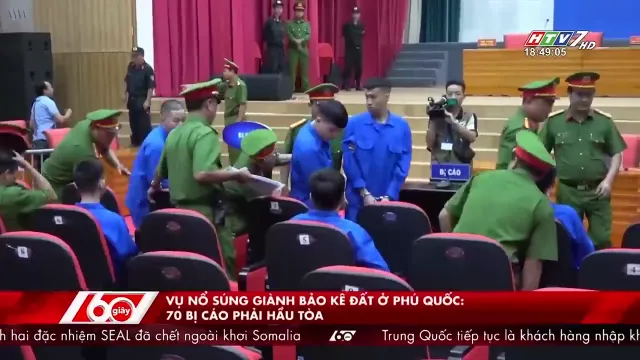 HTV7 HD
18:49:05
BỊ CÁO
60 giây
VỤ NỔ SÚNG GIÀNH BẢO KÊ ĐẤT Ở PHÚ QUỐC:
70 BỊ CÁO PHẢI HẦU TÒA
h hai đặc nhiệm SEAL đã chết ngoài khơi Somalia 60 Trung Quốc tiếp tục là khách hàng nhập kh